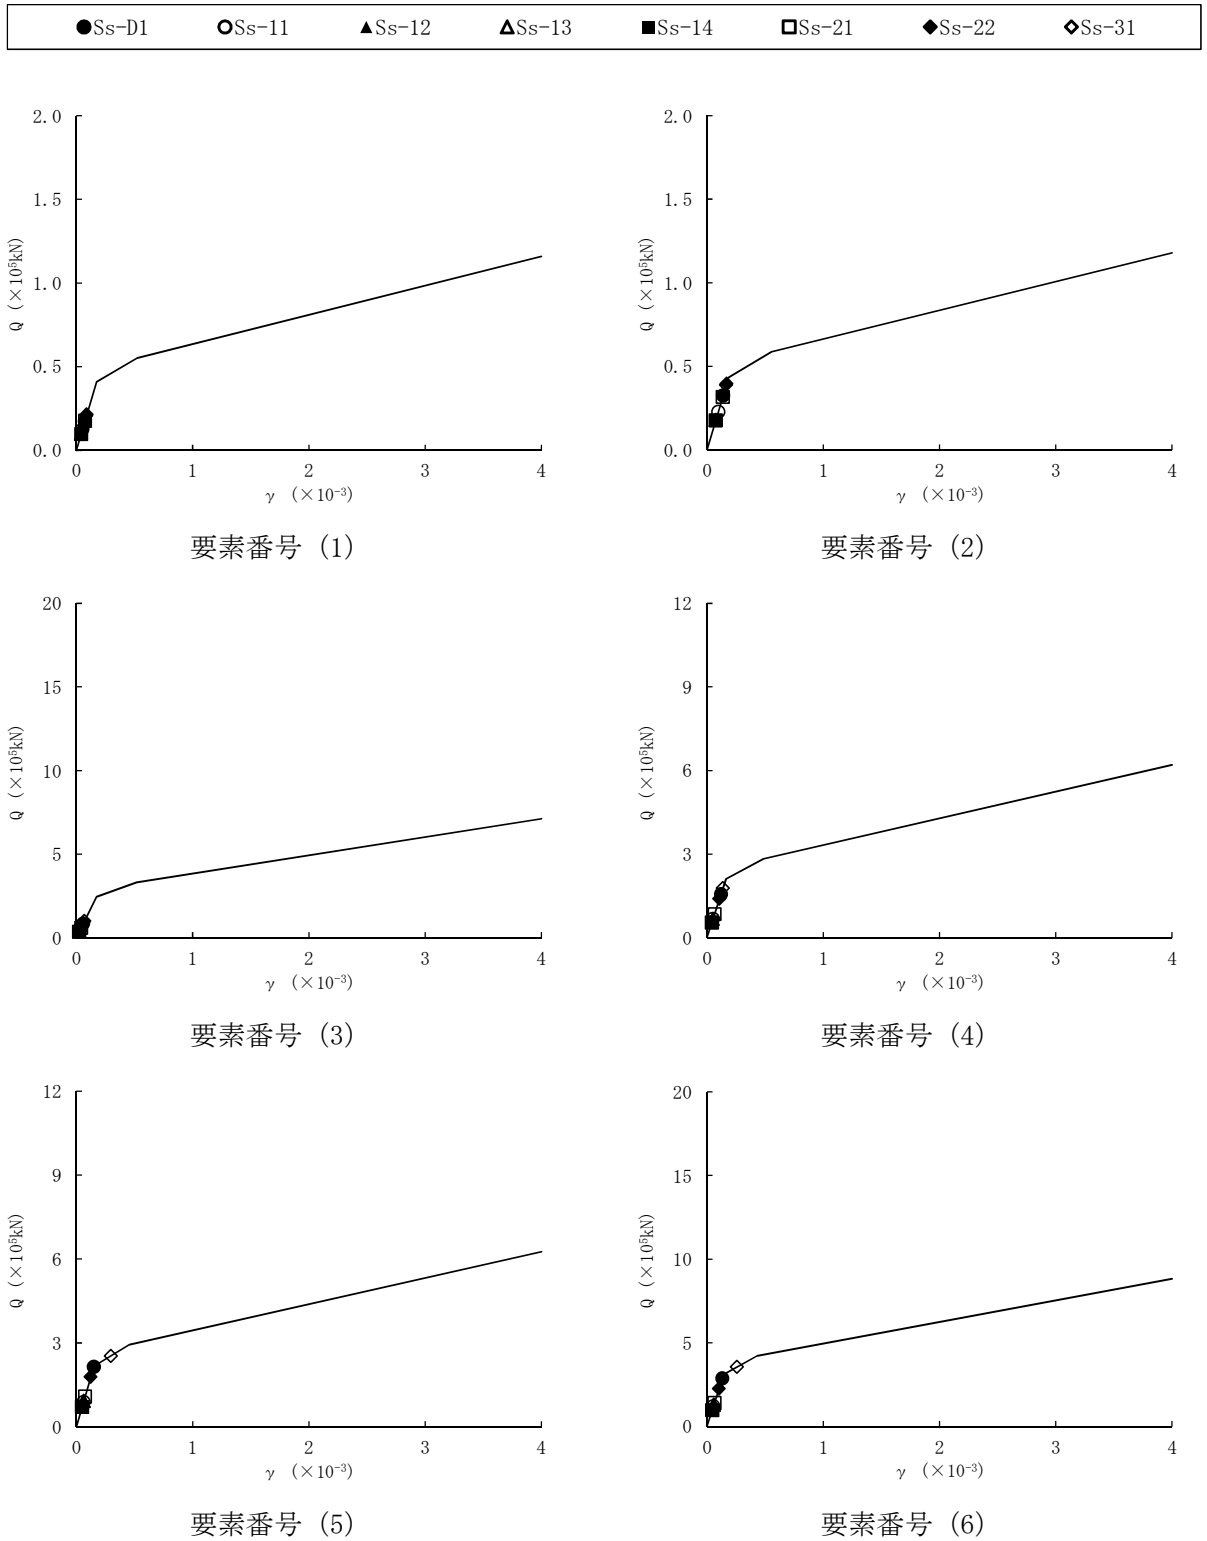 ●Ss-D1 ○Ss-11 ▲Ss-12 △Ss-13 ■Ss-14 □Ss-21 ◆Ss-22 ◇Ss-31
2.0
1.5
1.0
0.5
0.0
Q (×10⁵kN)
0 1 2 3 4
γ (×10⁻³)
要素番号 (1)
2.0
1.5
1.0
0.5
0.0
Q (×10⁵kN)
0 1 2 3 4
γ (×10⁻³)
要素番号 (2)
20
15
10
5
0
Q (×10⁵kN)
0 1 2 3 4
γ (×10⁻³)
要素番号 (3)
12
9
6
3
0
Q (×10⁵kN)
0 1 2 3 4
γ (×10⁻³)
要素番号 (4)
12
9
6
3
0
Q (×10⁵kN)
0 1 2 3 4
γ (×10⁻³)
要素番号 (5)
20
15
10
5
0
Q (×10⁵kN)
0 1 2 3 4
γ (×10⁻³)
要素番号 (6)